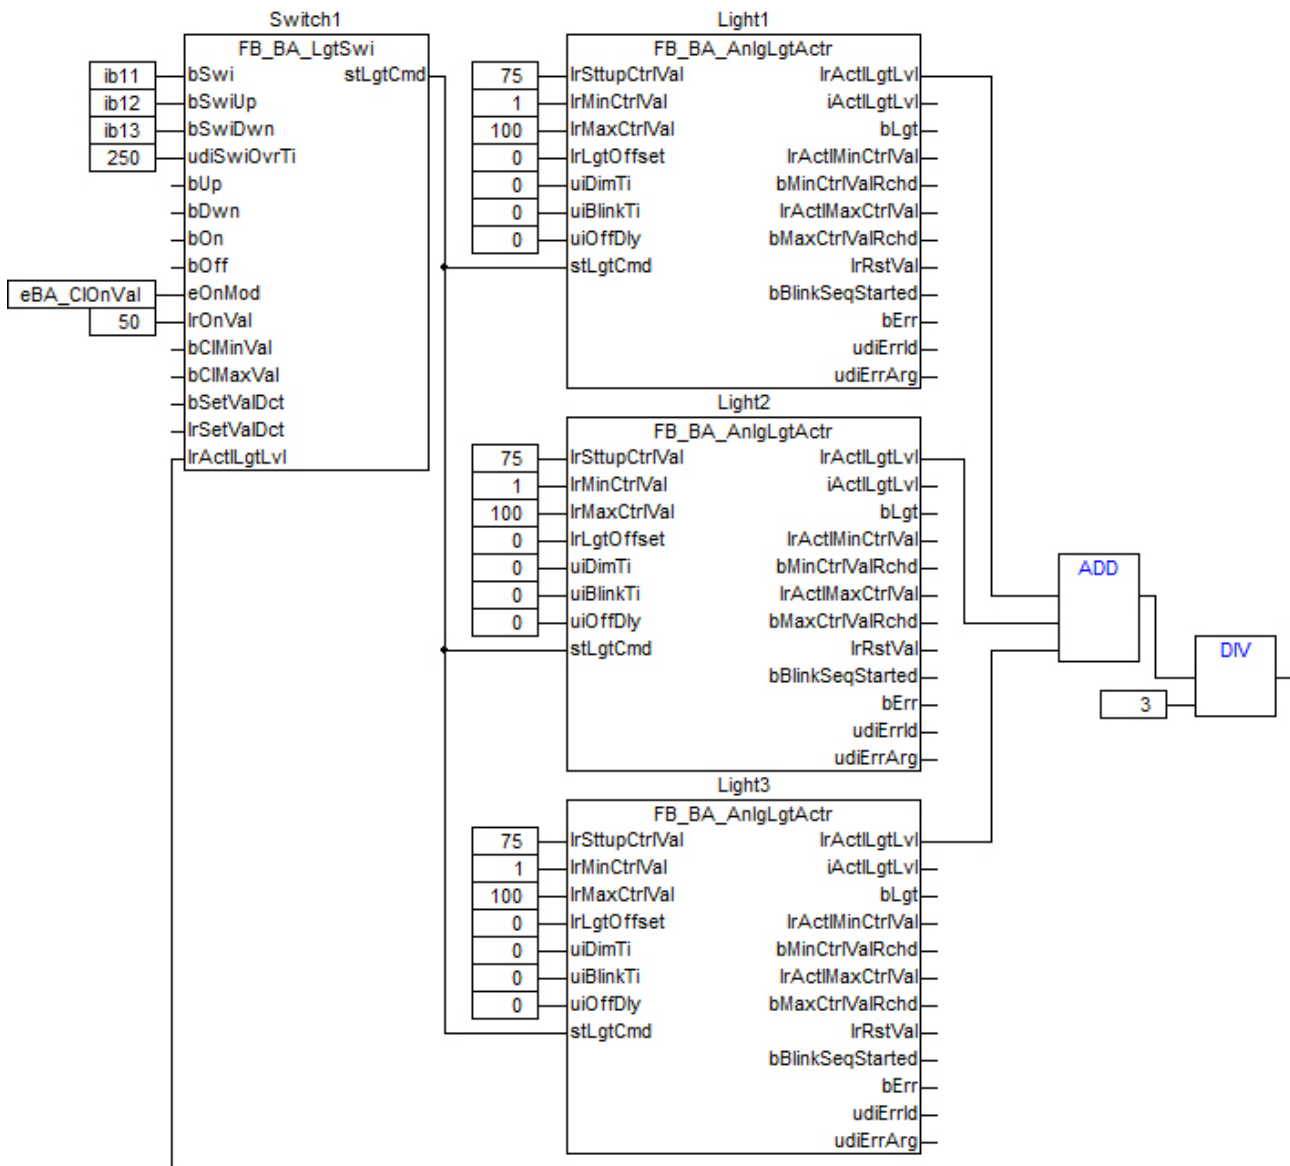 Switch1
FB_BA_LgtSwi
ib11 bSwi stLgtCmd
ib12 bSwiUp
ib13 bSwiDwn
250 udiSwiOvrTi
bUp
bDwn
bOn
bOff
eBA_ClOnVal eOnMod
50 lrOnVal
bClMinVal
bClMaxVal
bSetValDct
lrSetValDct
lrActlLgtLvl
Light1
FB_BA_AnlgLgtActr
75 lrSttupCtrlVal lrActlLgtLvl
1 lrMinCtrlVal iActlLgtLvl
100 lrMaxCtrlVal bLgt
0 lrLgtOffset lrActlMinCtrlVal
0 uiDimTi bMinCtrlValRchd
0 uiBlinkTi lrActlMaxCtrlVal
0 uiOffDly bMaxCtrlValRchd
stLgtCmd lrRstVal
bBlinkSeqStarted
bErr
udiErrId
udiErrArg
Light2
FB_BA_AnlgLgtActr
75 lrSttupCtrlVal lrActlLgtLvl
1 lrMinCtrlVal iActlLgtLvl
100 lrMaxCtrlVal bLgt
0 lrLgtOffset lrActlMinCtrlVal
0 uiDimTi bMinCtrlValRchd
0 uiBlinkTi lrActlMaxCtrlVal
0 uiOffDly bMaxCtrlValRchd
stLgtCmd lrRstVal
bBlinkSeqStarted
bErr
udiErrId
udiErrArg
Light3
FB_BA_AnlgLgtActr
75 lrSttupCtrlVal lrActlLgtLvl
1 lrMinCtrlVal iActlLgtLvl
100 lrMaxCtrlVal bLgt
0 lrLgtOffset lrActlMinCtrlVal
0 uiDimTi bMinCtrlValRchd
0 uiBlinkTi lrActlMaxCtrlVal
0 uiOffDly bMaxCtrlValRchd
stLgtCmd lrRstVal
bBlinkSeqStarted
bErr
udiErrId
udiErrArg
ADD
DIV
3